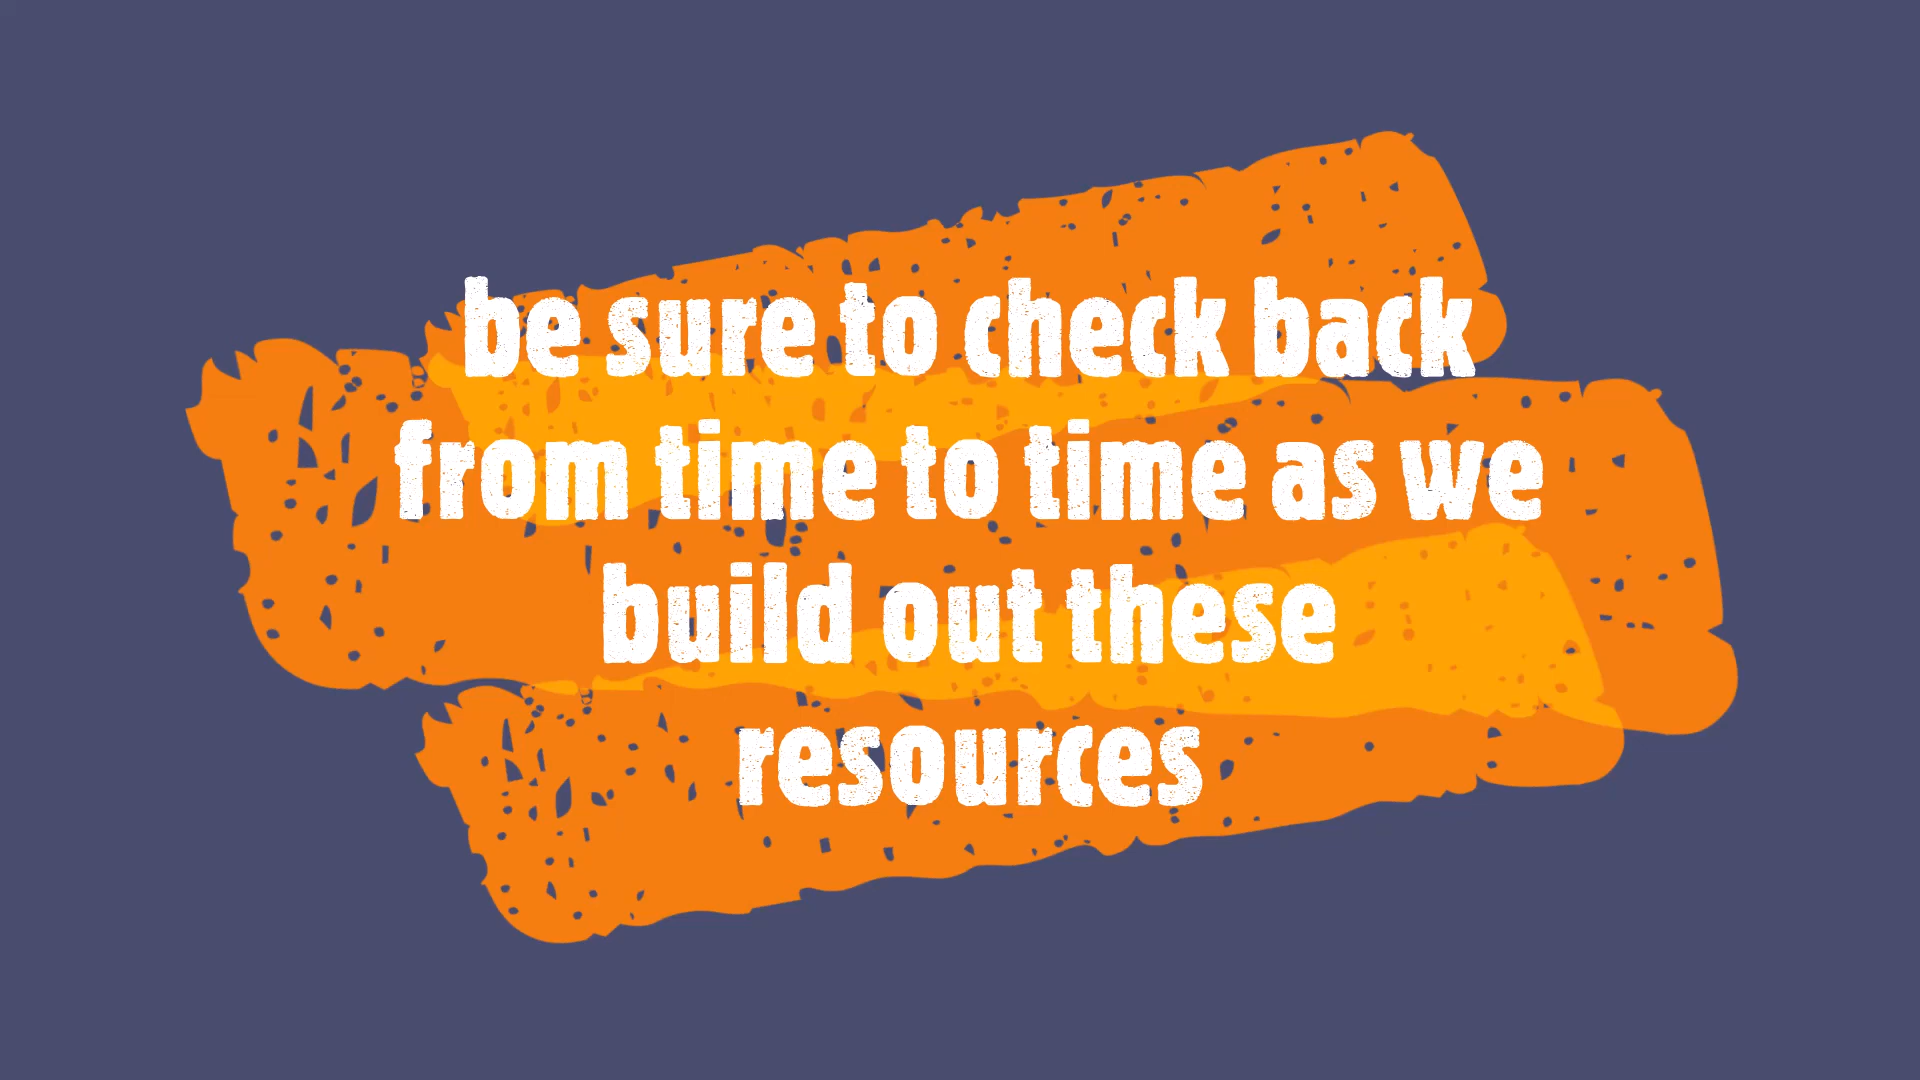 be sure to check back
from time to time as we
build out these
resources